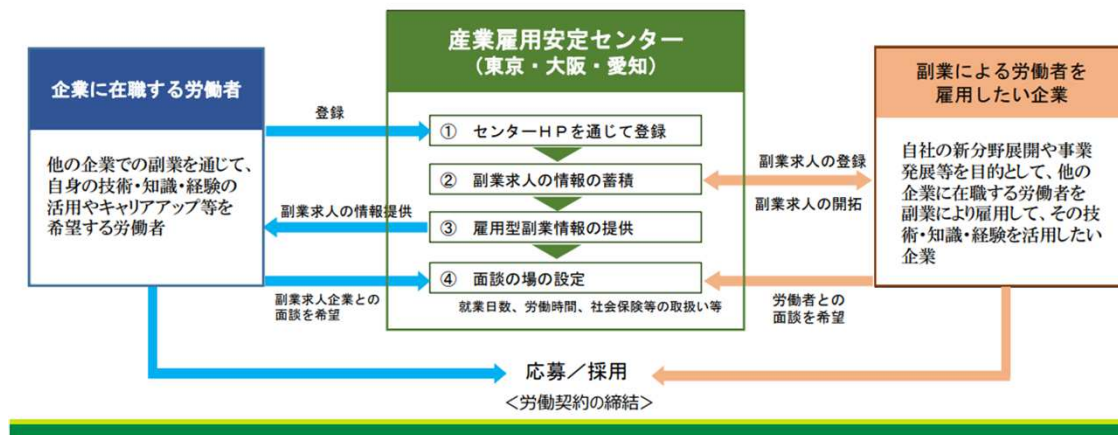 企業に在職する労働者
他の企業での副業を通じて、
自身の技術・知識・経験の
活用やキャリアアップ等を
希望する労働者
登録
副業求人の情報提供
副業求人企業との
面談を希望
産業雇用安定センター
（東京・大阪・愛知）
① センターＨＰを通じて登録
② 副業求人の情報の蓄積
③ 雇用型副業情報の提供
④ 面談の場の設定
就業日数、労働時間、社会保険等の取扱い等
副業求人の登録
副業求人の開拓
労働者との
面談を希望
副業による労働者を
雇用したい企業
自社の新分野展開や事業
発展等を目的として、他の
企業に在職する労働者を
副業により雇用して、その技
術・知識・経験を活用したい
企業
応募／採用
＜労働契約の締結＞